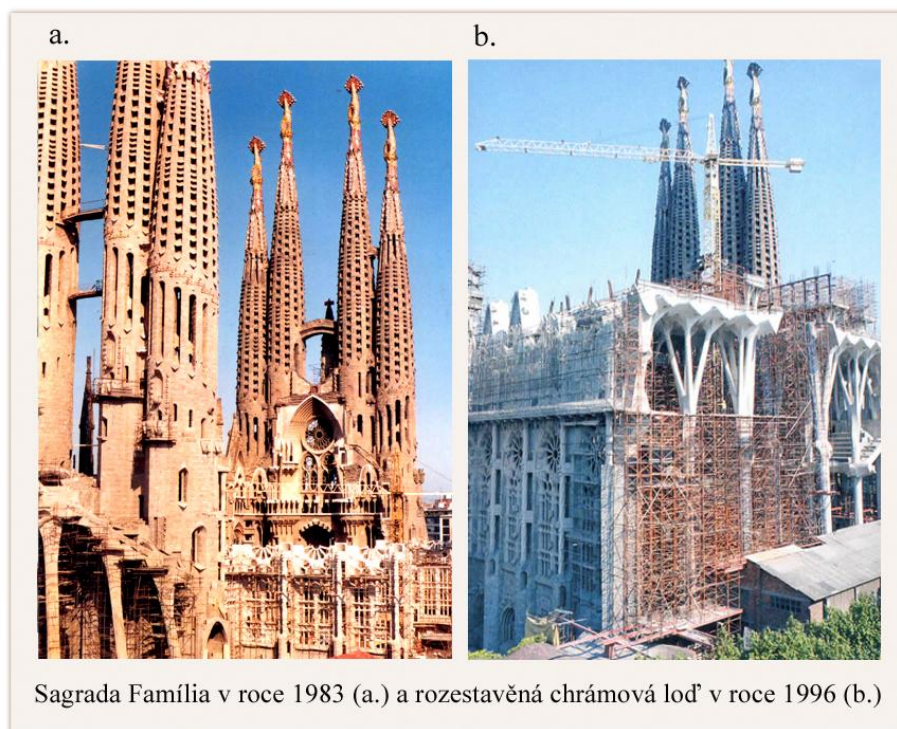 a.
b.
Sagrada Família v roce 1983 (a.) a rozestavěná chrámová loď v roce 1996 (b.)